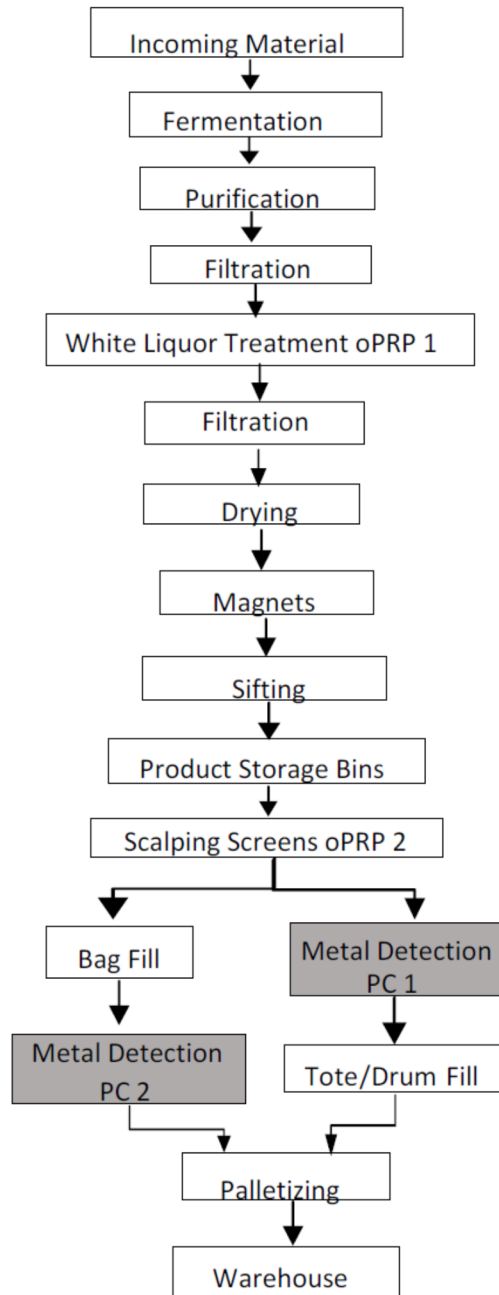 Incoming Material
Fermentation
Purification
Filtration
White Liquor Treatment oPRP 1
Filtration
Drying
Magnets
Sifting
Product Storage Bins
Scalping Screens oPRP 2
Bag Fill
Metal Detection
PC 1
Metal Detection
PC 2
Tote/Drum Fill
Palletizing
Warehouse